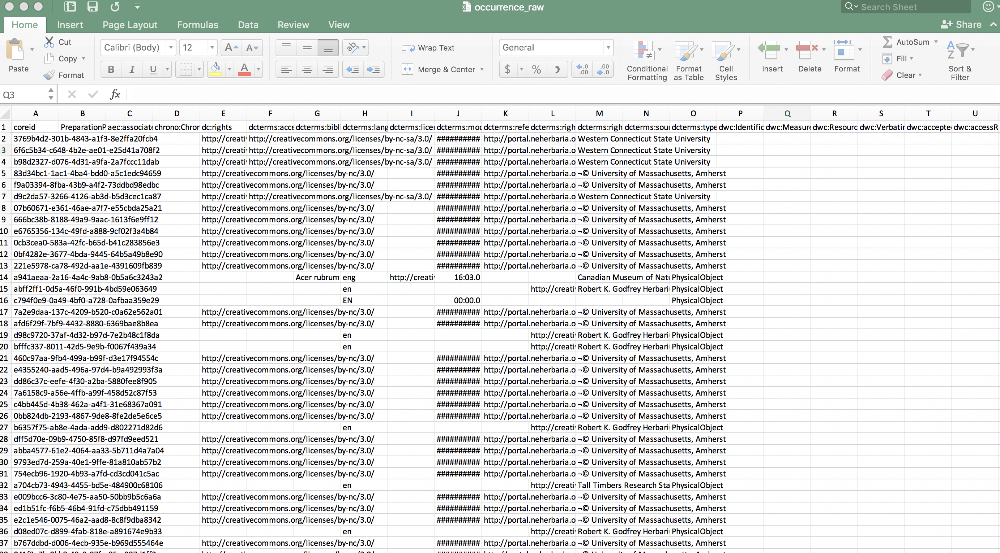 occurrence_raw
Search Sheet
Home Insert Page Layout Formulas Data Review View Share
Paste Cut Copy Format
Calibri (Body) 12
B I U
Wrap Text
Merge & Center
General
$ % .0 .00 .00 .0
Conditional Formatting
Format as Table
Cell Styles
Insert Delete Format
AutoSum
Fill
Clear
Sort & Filter
Q3 fx
A B C D E F G H I J K L M N O P Q R S T U
1 coreid PreparationP aec:associate chrono:Chron dc:rights dcterms:acce dcterms:bibl dcterms:lang dcterms:licen dcterms:mod dcterms:refe dcterms:righ dcterms:righ dcterms:sour dcterms:type dwc:Identific dwc:Measure dwc:Resourc dwc:Verbatim dwc:accepte dwc:accessR
2 3769b4d2-301b-4843-a1f3-8e2ffa20fcb4 http://creati http://creativecommons.org/licenses/by-nc-sa/3.0/ ########## http://portal.neherbaria.o Western Connecticut State University
3 6f6c5b34-c648-4b2e-ae01-e25d41a708f2 http://creati http://creativecommons.org/licenses/by-nc-sa/3.0/ ########## http://portal.neherbaria.o Western Connecticut State University
4 b98d2327-d076-4d31-a9fa-2a7fccc11dab http://creati http://creativecommons.org/licenses/by-nc-sa/3.0/ ########## http://portal.neherbaria.o Western Connecticut State University
5 83d34bc1-1ac1-4ba4-bdd0-a5c1edc94659 http://creativecommons.org/licenses/by-nc/3.0/ ########## http://portal.neherbaria.o ¬© University of Massachusetts, Amherst
6 f9a03394-8fba-43b9-a4f2-73ddbd98edbc http://creativecommons.org/licenses/by-nc/3.0/ ########## http://portal.neherbaria.o ¬© University of Massachusetts, Amherst
7 d9c2da57-3266-4126-ab3d-b5d3cec1ca87 http://creati http://creativecommons.org/licenses/by-nc-sa/3.0/ ########## http://portal.neherbaria.o Western Connecticut State University
8 07b60671-e361-46ae-a7f7-e55cbda25a21 http://creativecommons.org/licenses/by-nc/3.0/ ########## http://portal.neherbaria.o ¬© University of Massachusetts, Amherst
9 666bc38b-8188-49a9-9aac-1613f6e9ff12 http://creativecommons.org/licenses/by-nc/3.0/ ########## http://portal.neherbaria.o ¬© University of Massachusetts, Amherst
10 e6765356-134c-49fd-a888-9cf02f3a4b84 http://creativecommons.org/licenses/by-nc/3.0/ ########## http://portal.neherbaria.o ¬© University of Massachusetts, Amherst
11 0cb3cea0-583a-42fc-b65d-b41c283856e3 http://creativecommons.org/licenses/by-nc/3.0/ ########## http://portal.neherbaria.o ¬© University of Massachusetts, Amherst
12 0bf4282e-3677-4bda-9445-64b5a49b8e90 http://creativecommons.org/licenses/by-nc/3.0/ ########## http://portal.neherbaria.o ¬© University of Massachusetts, Amherst
13 221e5978-ca78-492d-aa1e-4391609fb839 http://creativecommons.org/licenses/by-nc/3.0/ ########## http://portal.neherbaria.o ¬© University of Massachusetts, Amherst
14 a941aeaa-2a16-4a4c-9ab8-0b5a6c3243a2 Acer rubrum eng http://creati 16:03.0 Canadian Museum of Natu PhysicalObject
15 abff2ff1-0d5a-46f0-991b-4bd59e063649 en http://creati Robert K. Godfrey Herbari PhysicalObject
16 c794f0e9-0a49-4bf0-a728-0afbaa359e29 EN 00:00.0 PhysicalObject
17 7a2e9daa-137c-4209-b520-c0a62e562a01 http://creativecommons.org/licenses/by-nc/3.0/ ########## http://portal.neherbaria.o ¬© University of Massachusetts, Amherst
18 afd6f29f-7bf9-4432-8880-6369bae8b8ea http://creativecommons.org/licenses/by-nc/3.0/ ########## http://portal.neherbaria.o ¬© University of Massachusetts, Amherst
19 d98c9720-37af-4d32-b97d-7e2b48c1f8da en http://creati Robert K. Godfrey Herbari PhysicalObject
20 bfffc337-8011-42d5-9e9b-f0067f439a34 en http://creati Robert K. Godfrey Herbari PhysicalObject
21 460c97aa-9fb4-499a-b99f-d3e17f94554c http://creativecommons.org/licenses/by-nc/3.0/ ########## http://portal.neherbaria.o ¬© University of Massachusetts, Amherst
22 e4355240-aad5-496a-97d4-b9a492993f3a http://creativecommons.org/licenses/by-nc/3.0/ ########## http://portal.neherbaria.o ¬© University of Massachusetts, Amherst
23 dd86c37c-eefe-4f30-a2ba-5880fee8f905 http://creativecommons.org/licenses/by-nc/3.0/ ########## http://portal.neherbaria.o ¬© University of Massachusetts, Amherst
24 7a6158c9-a56e-4ffb-a99f-458d52c87f53 http://creativecommons.org/licenses/by-nc/3.0/ ########## http://portal.neherbaria.o ¬© University of Massachusetts, Amherst
25 c4bb445d-4b38-462a-a4f1-31e68367a091 http://creativecommons.org/licenses/by-nc/3.0/ ########## http://portal.neherbaria.o ¬© University of Massachusetts, Amherst
26 0bb824db-2193-4867-9de8-8fe2de5e6ce5 http://creativecommons.org/licenses/by-nc/3.0/ ########## http://portal.neherbaria.o ¬© University of Massachusetts, Amherst
27 b6357f75-ab8e-4ada-add9-d802271d82d6 en http://creati Robert K. Godfrey Herbari PhysicalObject
28 dff5d70e-09b9-4750-85f8-d97fd9eed521 http://creativecommons.org/licenses/by-nc/3.0/ ########## http://portal.neherbaria.o ¬© University of Massachusetts, Amherst
29 abba4577-61e2-4064-aa33-5b711d4a7a04 http://creativecommons.org/licenses/by-nc/3.0/ ########## http://portal.neherbaria.o ¬© University of Massachusetts, Amherst
30 9793ed7d-259a-40e1-9ffe-81a810ab57b2 http://creativecommons.org/licenses/by-nc/3.0/ ########## http://portal.neherbaria.o ¬© University of Massachusetts, Amherst
31 754ecb96-1920-4b93-a7fd-cd3cd041c5ac http://creativecommons.org/licenses/by-nc/3.0/ ########## http://portal.neherbaria.o ¬© University of Massachusetts, Amherst
32 a704cb73-4943-4455-bd5e-484900c68106 en http://creati Tall Timbers Research Sta PhysicalObject
33 e009bcc6-3c80-4e75-aa50-50bb9b5c6a6a http://creativecommons.org/licenses/by-nc/3.0/ ########## http://portal.neherbaria.o ¬© University of Massachusetts, Amherst
34 ed1b51fc-f6b5-46b4-91fd-c75dbb491159 http://creativecommons.org/licenses/by-nc/3.0/ ########## http://portal.neherbaria.o ¬© University of Massachusetts, Amherst
35 e2c1e546-0075-46a2-aad8-8c8f9dba8342 http://creativecommons.org/licenses/by-nc/3.0/ ########## http://portal.neherbaria.o ¬© University of Massachusetts, Amherst
36 d08ed07c-d899-4fab-818e-a891674e9b33 en http://creati Robert K. Godfrey Herbari PhysicalObject
37 b767ddbd-d006-4ecb-935e-b969d555464e http://creativecommons.org/licenses/by-nc/3.0/ ########## http://portal.neherbaria.o ¬© University of Massachusetts, Amherst